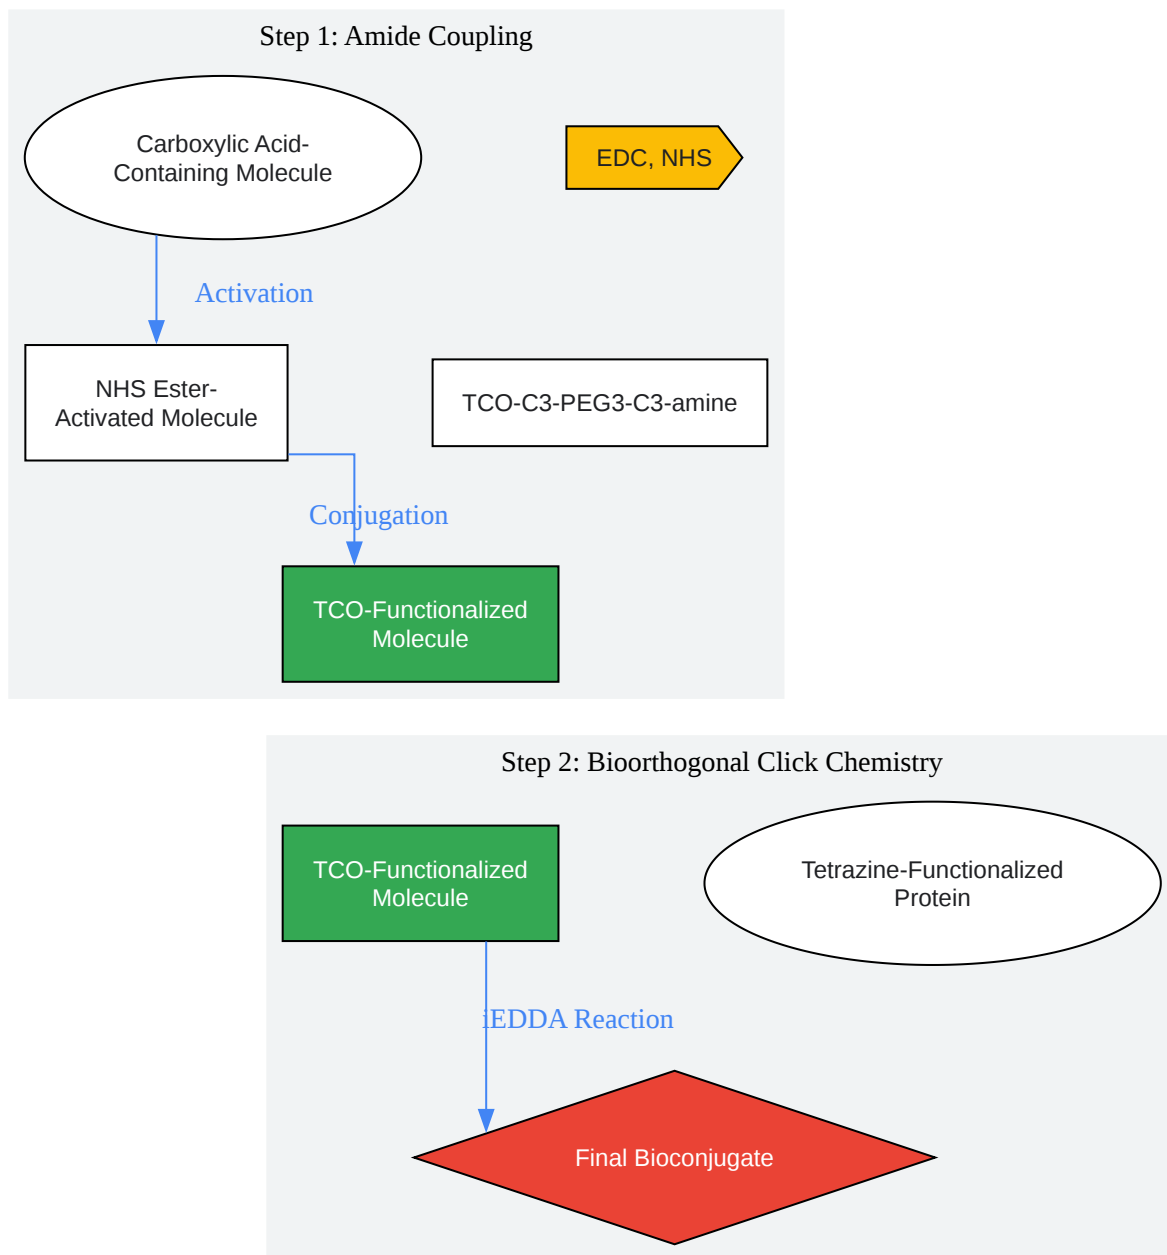 Step 1: Amide Coupling
Carboxylic Acid-
Containing Molecule
EDC, NHS
Activation
NHS Ester-
Activated Molecule
TCO-C3-PEG3-C3-amine
Conjugation
TCO-Functionalized
Molecule
Step 2: Bioorthogonal Click Chemistry
TCO-Functionalized
Molecule
Tetrazine-Functionalized
Protein
iEDDA Reaction
Final Bioconjugate